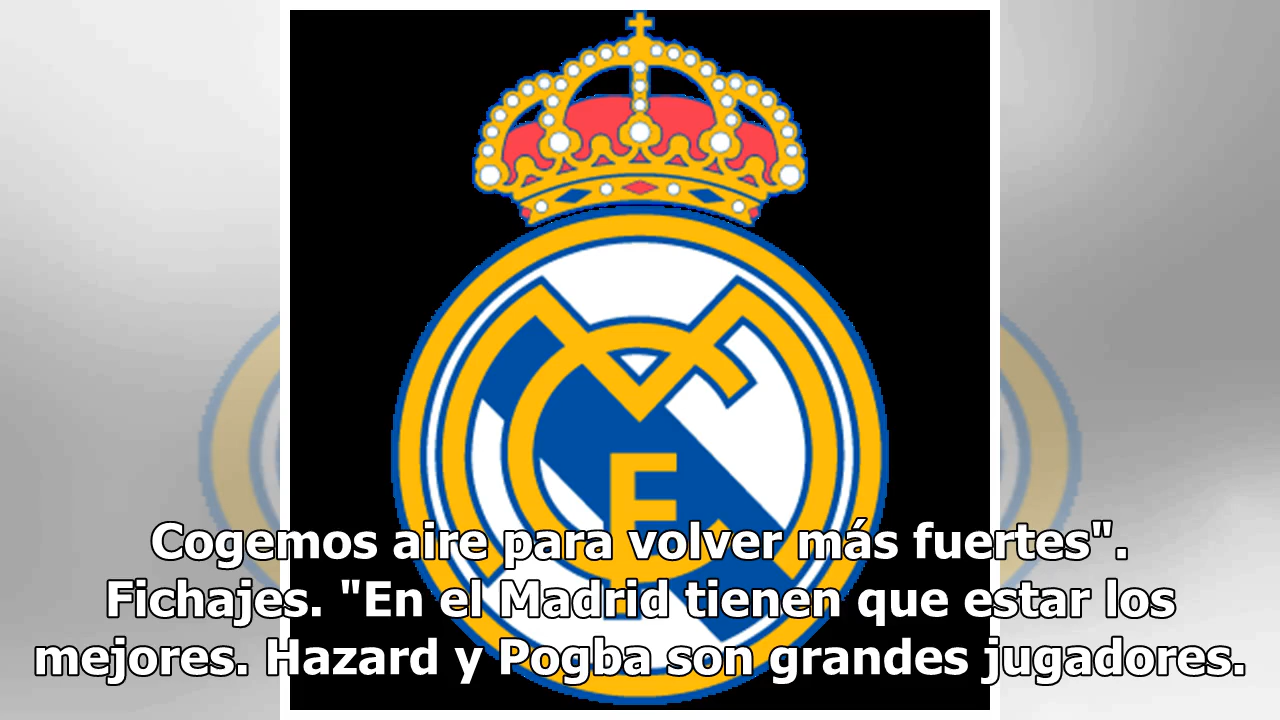 Cogemos aire para volver más fuertes".
Fichajes. "En el Madrid tienen que estar los
mejores. Hazard y Pogba son grandes jugadores.